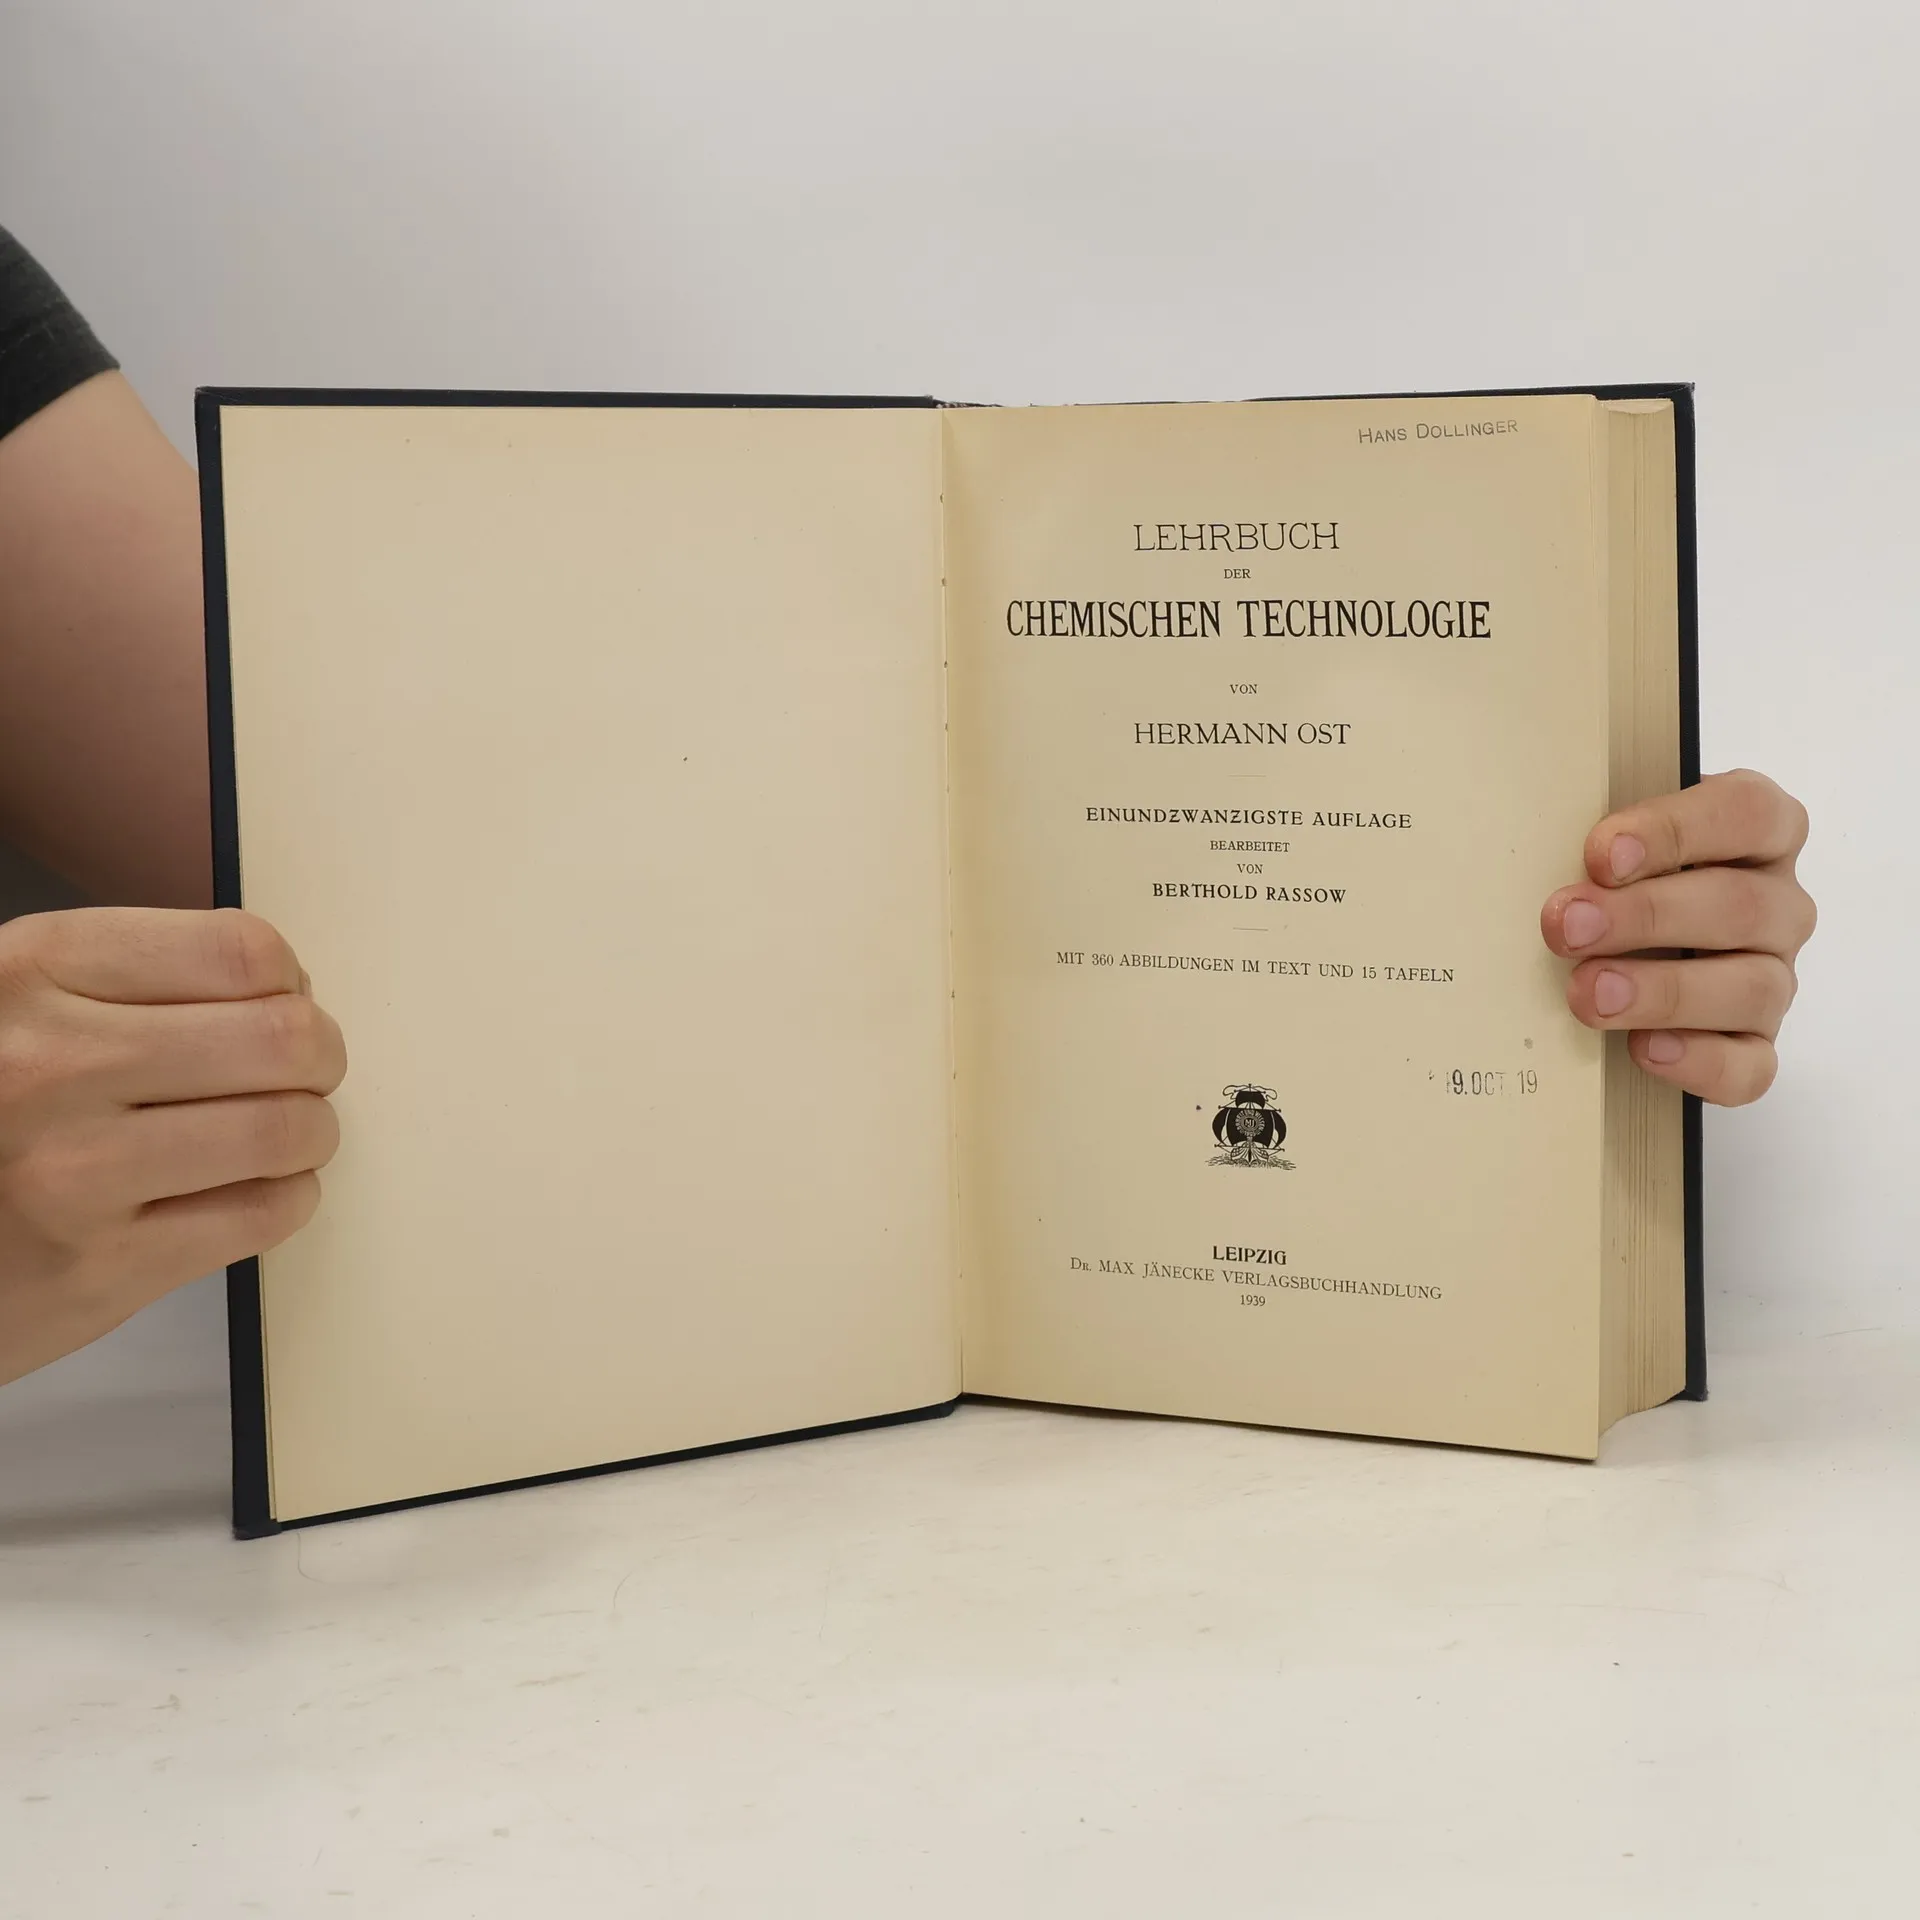 HANS DOLLINGER
LEHRBUCH
DER
CHEMISCHEN TECHNOLOGIE
VON
HERMANN OST
EINUNDZWANZIGSTE AUFLAGE
BEARBEITET
VON
BERTHOLD RASSOW
MIT 360 ABBILDUNGEN IM TEXT UND 15 TAFELN
9. OCT 19
LEIPZIG
DR. MAX JÄNECKE VERLAGSBUCHHANDLUNG
1939